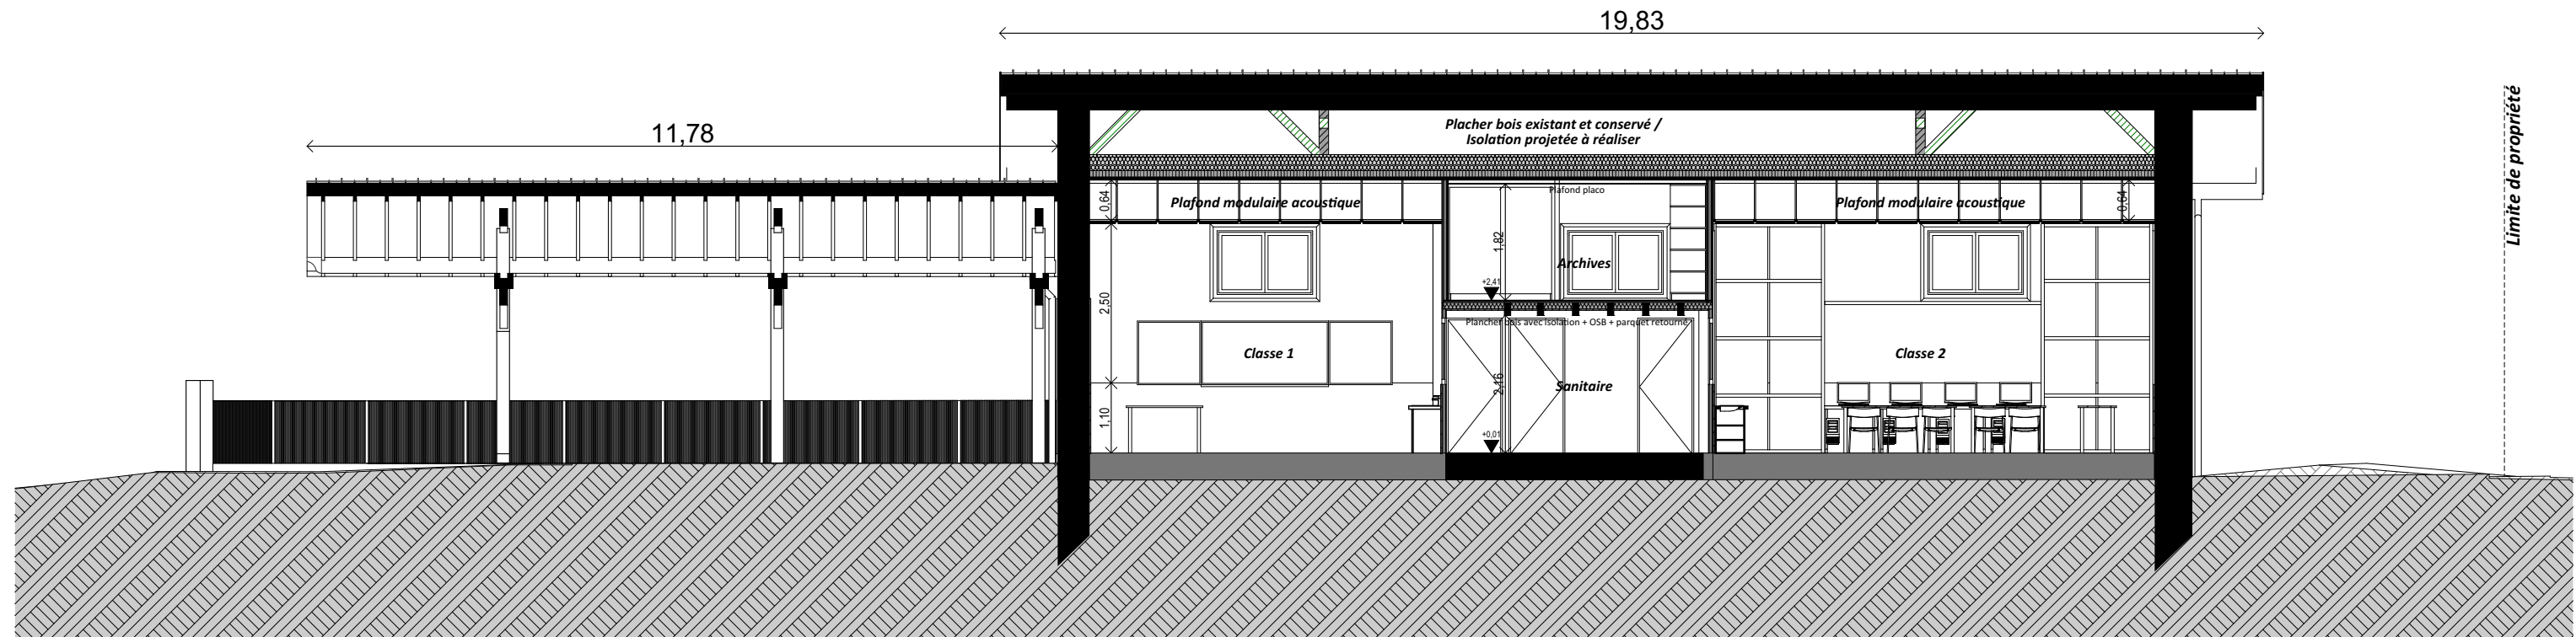 19,83
11,78
Placher bois existant et conservé /
Isolation projetée à réaliser
Limite de propriété
0,64
Plafond modulaire acoustique
Plafond placo
Plafond modulaire acoustique
0,64
1,82
Archives
+2,41
2,50
Plancher bois avec isolation + OSB + parquet retourné
Classe 1
Classe 2
2,16
Sanitaire
1,10
+0,01